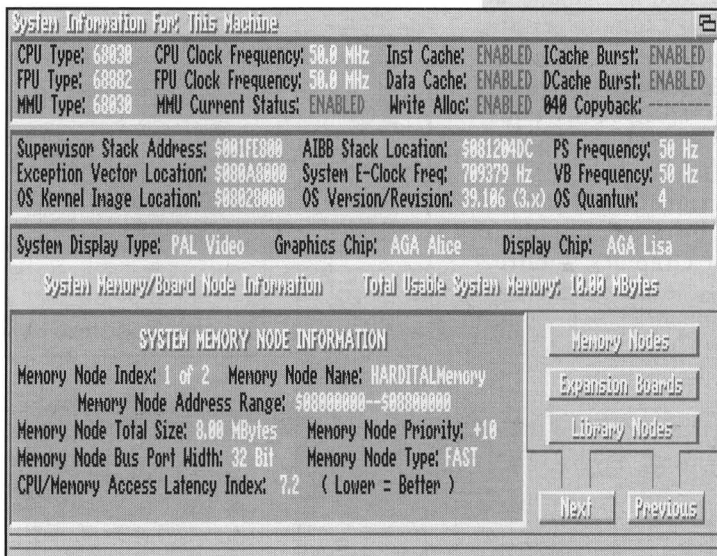 System Information For: This Machine
CPU Type: 68030 CPU Clock Frequency: 50.0 MHz Inst Cache: ENABLED ICache Burst: ENABLED
FPU Type: 68882 FPU Clock Frequency: 50.0 MHz Data Cache: ENABLED DCache Burst: ENABLED
MMU Type: 68030 MMU Current Status: ENABLED Write Alloc: ENABLED 040 Copyback: --------
Supervisor Stack Address: $001FE800 AIBB Stack Location: $081204DC PS Frequency: 50 Hz
Exception Vector Location: $080A8000 System E-Clock Freq: 709379 Hz VB Frequency: 50 Hz
OS Kernel Image Location: $08028000 OS Version/Revision: 39.106 (3.x) OS Quantum: 4
System Display Type: PAL Video Graphics Chip: AGA Alice Display Chip: AGA Lisa
System Memory/Board Node Information Total Usable System Memory: 10.00 MBytes
SYSTEM MEMORY NODE INFORMATION
Memory Node Index: 1 of 2 Memory Node Name: HARDITALMemory
Memory Node Address Range: $08000000--$08800000
Memory Node Total Size: 8.00 MBytes Memory Node Priority: +10
Memory Node Bus Port Width: 32 Bit Memory Node Type: FAST
CPU/Memory Access Latency Index: 7.2 ( Lower = Better )
Memory Nodes
Expansion Boards
Library Nodes
Next Previous